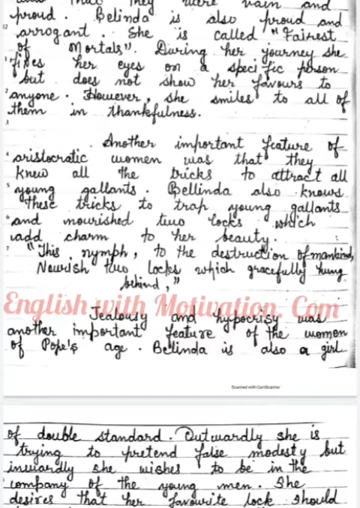 that they were vain and
proud. Belinda is also proud and
arrogant. She is called "Fairest
of Mortals". During her journey she
fixes her eyes on a specific person
but does not show her favours to
anyone. However, she smiles to all of
them in thankfulness.
Another important feature of
aristocratic women was that they
knew all the tricks to attract all
young gallants. Bellinda also knows
these thicks to trap young gallants
and nourished two locks which
add charm to her beauty.
"This, nymph, to the destruction of mankind,
Nourish two locks which gracefully hung
behind,"
English with Motivation. Com
Jealousy and hypocrisy was
another important feature of the women
of Pope's age. Belinda is also a girl
Scanned with CamScanner
of double standard. Outwardly she is
trying to pretend false modesty but
inwardly she wishes to be in the
company of the young men. She
desires that her favourite lock should